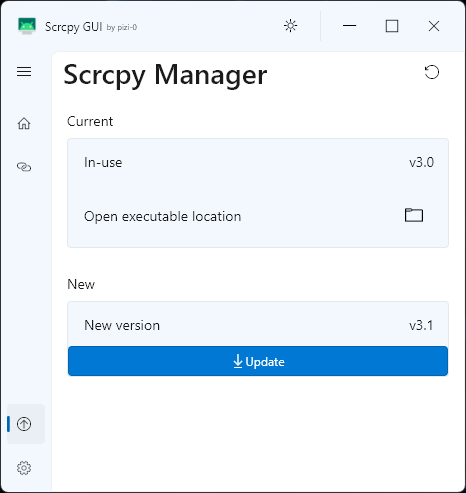 Scrcpy GUI by pizi-0
Scrcpy Manager
Current
In-use v3.0
Open executable location
New
New version v3.1
Update